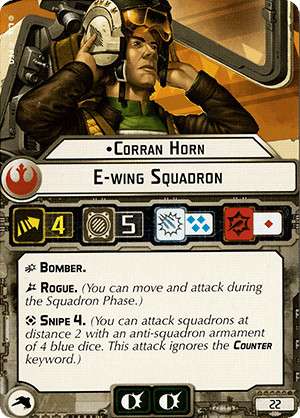 •Corran Horn
E-wing Squadron
4 5
Bomber.
Rogue. (You can move and attack
during the Squadron Phase.)
Snipe 4. (You can attack squadrons at
distance 2 with an anti-squadron armament
of 4 blue dice. This attack ignores the Counter
keyword.)
22